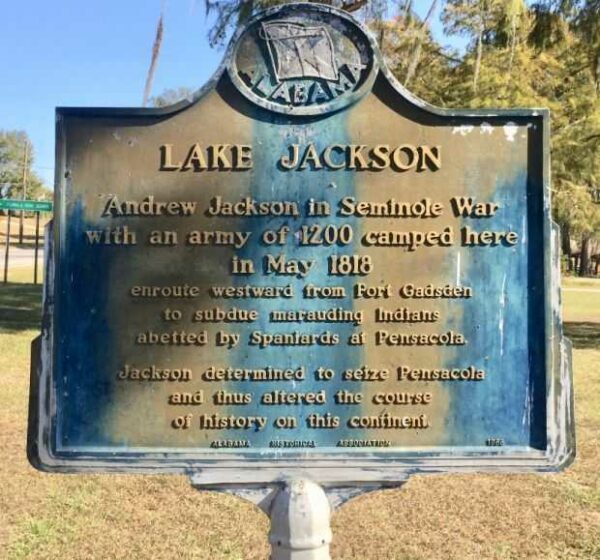 ALABAMA
LAKE JACKSON
Andrew Jackson in Seminole War
with an army of 1200 camped here
in May 1818
enroute westward from Fort Gadsden
to subdue marauding Indians
abetted by Spaniards at Pensacola.
Jackson determined to seize Pensacola
and thus altered the course
of history on this continent.
ALABAMA HISTORICAL ASSOCIATION